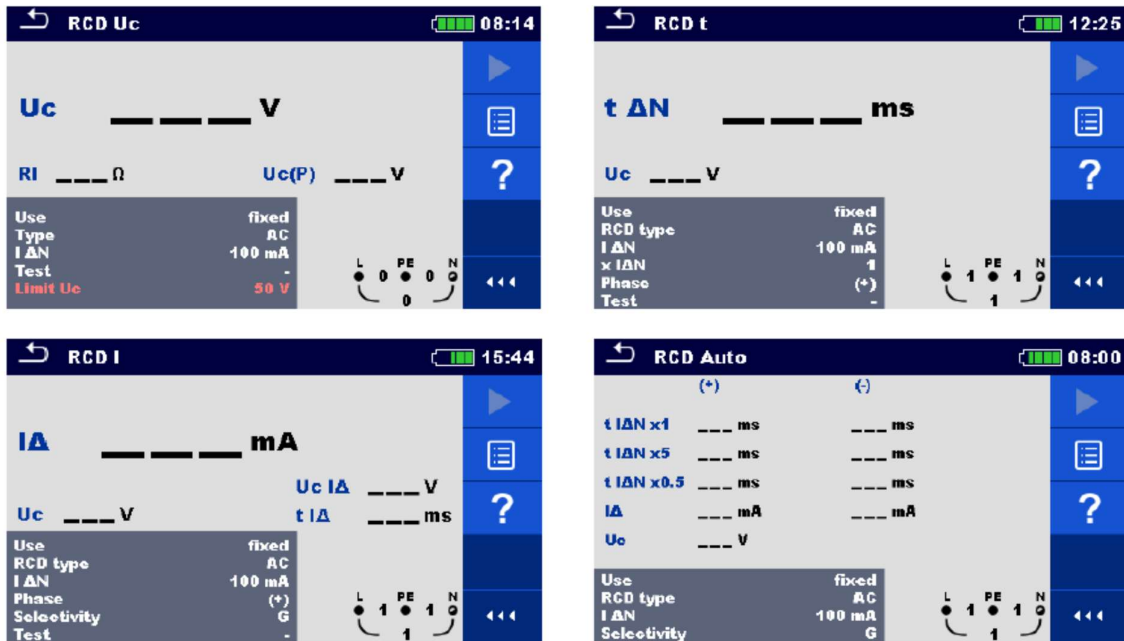 RCD Uc 08:14
Uc _ _ _ V
RI _ _ _ Ω Uc(P) _ _ _ V
?
Use fixed
Type AC
I ΔN 100 mA
Test -
Limit Uc 50 V
L PE N
0 0
0
RCD t 12:25
t ΔN _ _ _ ms
Uc _ _ _ V
?
Use fixed
RCD type AC
I ΔN 100 mA
x IΔN 1
Phase (+)
Test -
L PE N
1 1
1
RCD I 15:44
IΔ _ _ _ mA
Uc IΔ _ _ _ V
Uc _ _ _ V t IΔ _ _ _ ms
?
Use fixed
RCD type AC
I ΔN 100 mA
Phase (+)
Selectivity G
Test -
L PE N
1 1
1
RCD Auto 08:00
(+) (-)
t IΔN x1 _ _ _ ms _ _ _ ms
t IΔN x5 _ _ _ ms _ _ _ ms
t IΔN x0.5 _ _ _ ms _ _ _ ms
IΔ _ _ _ mA _ _ _ mA
Uc _ _ _ V
?
Use fixed
RCD type AC
I ΔN 100 mA
Selectivity G
L PE N
1 1
1